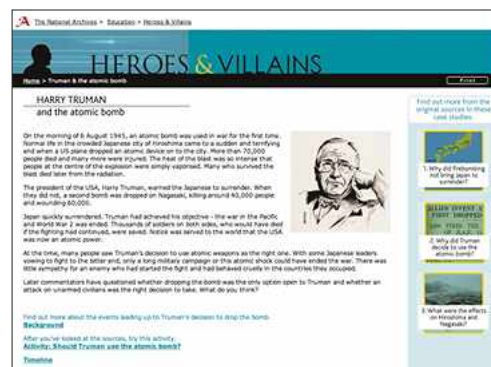 The National Archives > Education > Heroes & Villains
HEROES & VILLAINS
Home > Truman & the atomic bomb
Print
HARRY TRUMAN
and the atomic bomb
On the morning of 6 August 1945, an atomic bomb was used in war for the first time.
Normal life in the crowded Japanese city of Hiroshima came to a sudden and terrifying
end when a US plane dropped an atomic device on to the city. More than 70,000
people died and many more were injured. The heat of the blast was so intense that
people at the centre of the explosion were simply vaporised. Many who survived the
blast died later from the radiation.
The president of the USA, Harry Truman, warned the Japanese to surrender. When
they did not, a second bomb was dropped on Nagasaki, killing around 40,000 people
and wounding 60,000.
Japan quickly surrendered. Truman had achieved his objective - the war in the Pacific
and World War 2 was ended. Thousands of soldiers on both sides, who would have died
if the fighting had continued, were saved. Notice was served to the world that the USA
was now an atomic power.
At the time, many people saw Truman's decision to use atomic weapons as the right one. With some Japanese leaders
vowing to fight to the bitter end, only a long military campaign or this atomic shock could have ended the war. There was
little sympathy for an enemy who had started the fight and had behaved cruelly in the countries they occupied.
Later commentators have questioned whether dropping the bomb was the only option open to Truman and whether an
attack on unarmed civilians was the right decision to take. What do you think?
Find out more about the events leading up to Truman's decision to drop the bomb.
Background
After you've looked at the sources, try this activity.
Activity: Should Truman use the atomic bomb?
Timeline
Find out more from the
original sources in these
case studies:
1. Why did firebombing
not bring Japan to
surrender?
ALLIES INVENT A
FIRST DROPPED
2. Why did Truman
decide to use the
atomic bomb?
3. What were the effects
on Hiroshima and
Nagasaki?